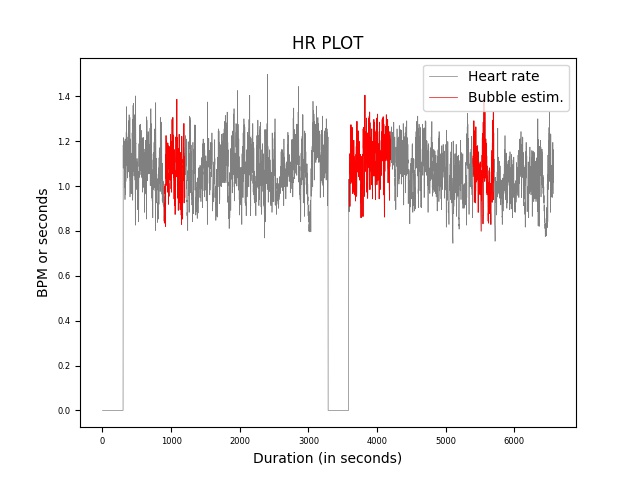 HR PLOT
Heart rate
Bubble estim.
1.4
1.2
1.0
0.8
0.6
0.4
0.2
0.0
BPM or seconds
0 1000 2000 3000 4000 5000 6000
Duration (in seconds)